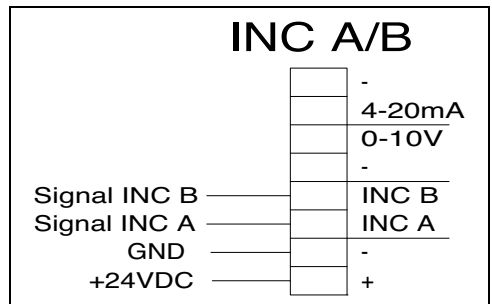 INC A/B
-
4-20mA
0-10V
-
Signal INC B INC B
Signal INC A INC A
GND -
+24VDC +